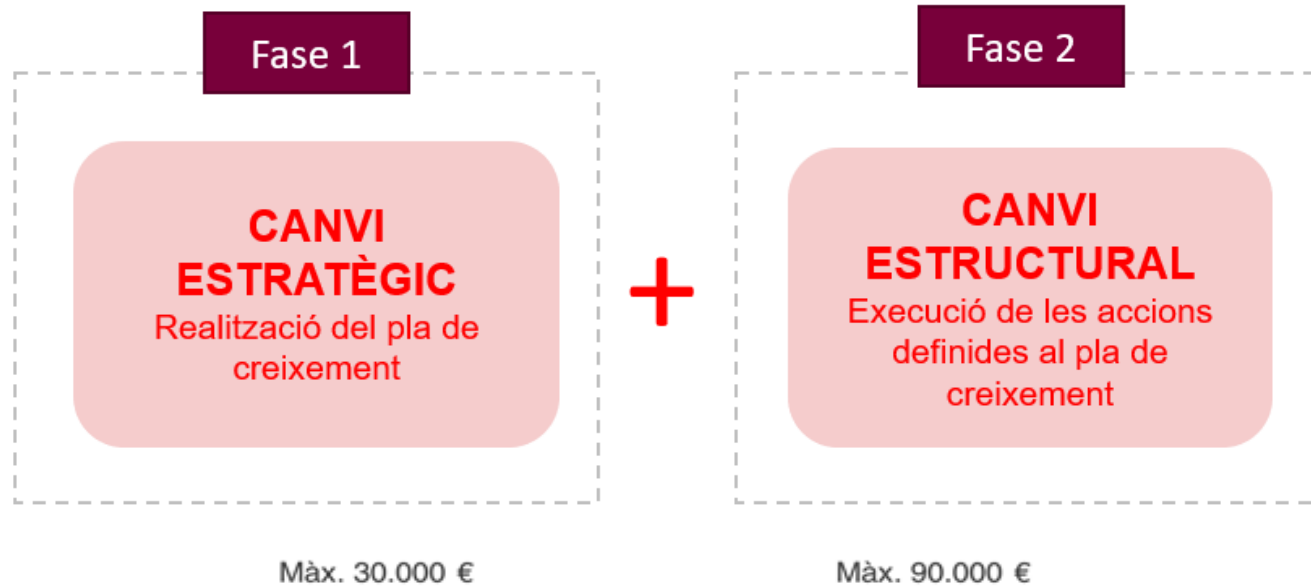 Fase 1
CANVI
ESTRATÈGIC
Realització del pla de
creixement
Màx. 30.000 €
+
Fase 2
CANVI
ESTRUCTURAL
Execució de les accions
definides al pla de
creixement
Màx. 90.000 €